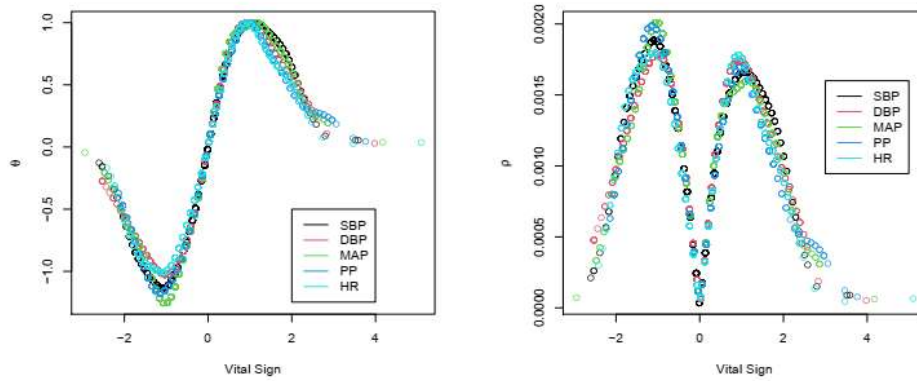 1.0
0.5
0.0
−0.5
−1.0
θ
−2 0 2 4
Vital Sign
SBP
DBP
MAP
PP
HR
0.0020
0.0015
0.0010
0.0005
0.0000
ρ
−2 0 2 4
Vital Sign
SBP
DBP
MAP
PP
HR